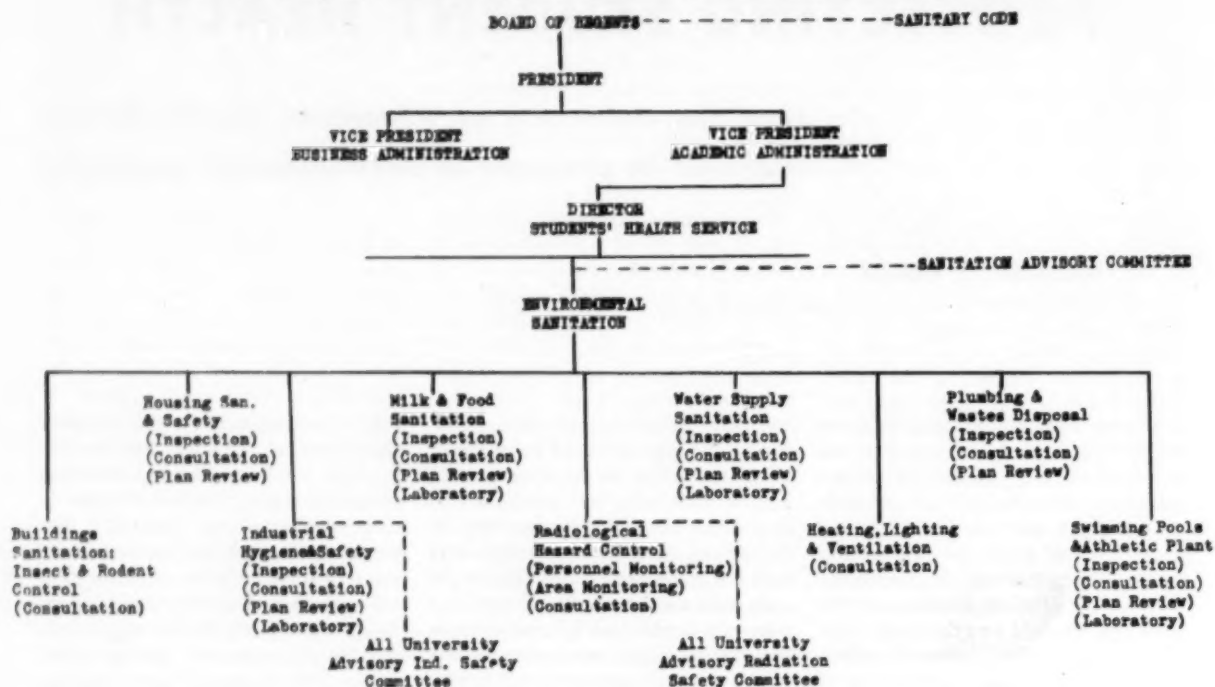 BOARD OF REGENTS
SANITARY CODE
PRESIDENT
VICE PRESIDENT
BUSINESS ADMINISTRATION
VICE PRESIDENT
ACADEMIC ADMINISTRATION
DIRECTOR
STUDENTS' HEALTH SERVICE
SANITATION ADVISORY COMMITTEE
ENVIROEMENTAL
SANITATION
Housing San.
& Safety
(Inspection)
(Consultation)
(Plan Review)
Milk & Food
Sanitation
(Inspection)
(Consultation)
(Plan Review)
(Laboratory)
Water Supply
Sanitation
(Inspection)
(Consultation)
(Plan Review)
(Laboratory)
Plumbing &
Wastes Disposal
(Inspection)
(Consultation)
(Plan Review)
Buildings
Sanitation:
Insect & Rodent
Control
(Consultation)
Industrial
Hygiene&Safety
(Inspection)
(Consultation)
(Plan Review)
(Laboratory)
Radiological
Hazard Control
(Personnel Monitoring)
(Area Monitoring)
(Consultation)
Heating,Lighting
& Ventilation
(Consultation)
Swimming Pools
&Athletic Plant
(Inspection)
(Consultation)
(Plan Review)
(Laboratory)
All University
Advisory Ind. Safety
Committee
All University
Advisory Radiation
Safety Committee